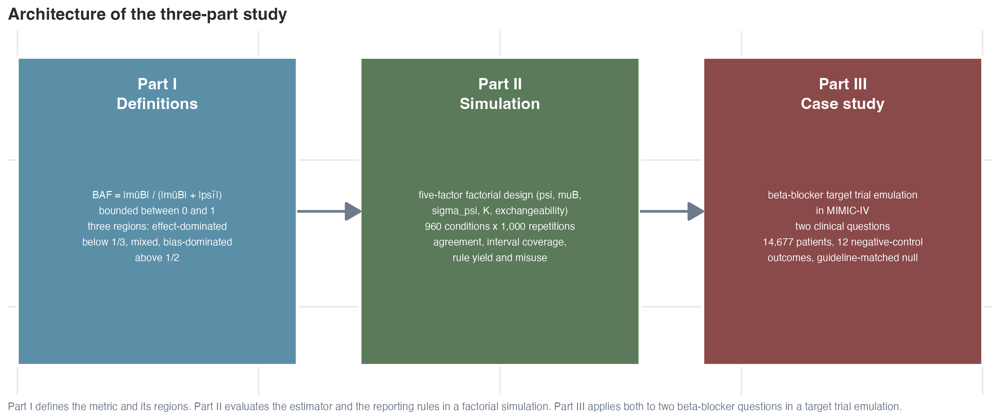 Architecture of the three-part study
Part I
Definitions
BAF = |mûB| / (|mûB| + |psĩ|)
bounded between 0 and 1
three regions: effect-dominated
below 1/3, mixed, bias-dominated
above 1/2
Part II
Simulation
five-factor factorial design (psi, muB,
sigma_psi, K, exchangeability)
960 conditions x 1,000 repetitions
agreement, interval coverage,
rule yield and misuse
Part III
Case study
beta-blocker target trial emulation
in MIMIC-IV
two clinical questions
14,677 patients, 12 negative-control
outcomes, guideline-matched null
Part I defines the metric and its regions. Part II evaluates the estimator and the reporting rules in a factorial simulation. Part III applies both to two beta-blocker questions in a target trial emulation.